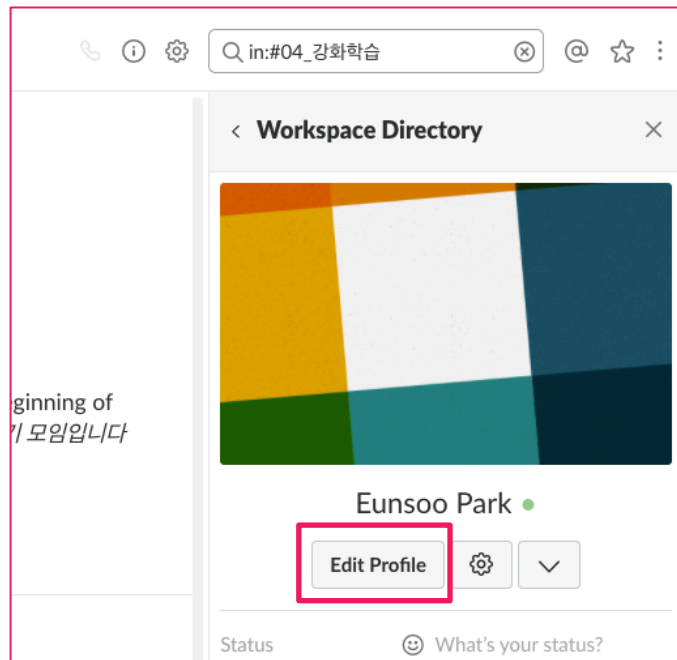 in:#04_강화학습
Workspace Directory
ginning of
기 모임입니다
Eunsoo Park
Edit Profile
Status What's your status?